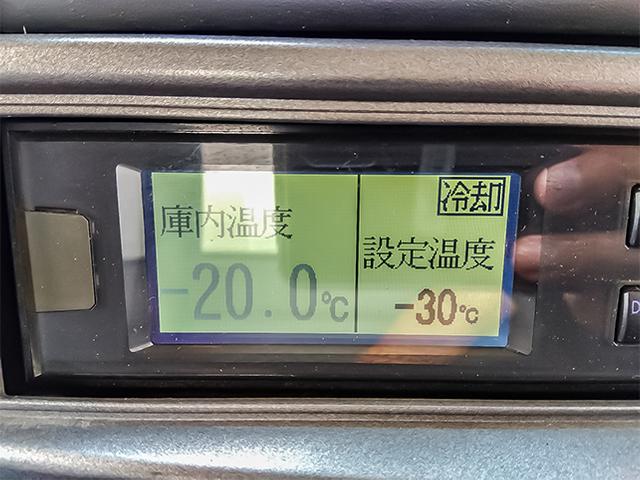 庫内温度
-20.0℃
冷却
設定温度
-30℃
D